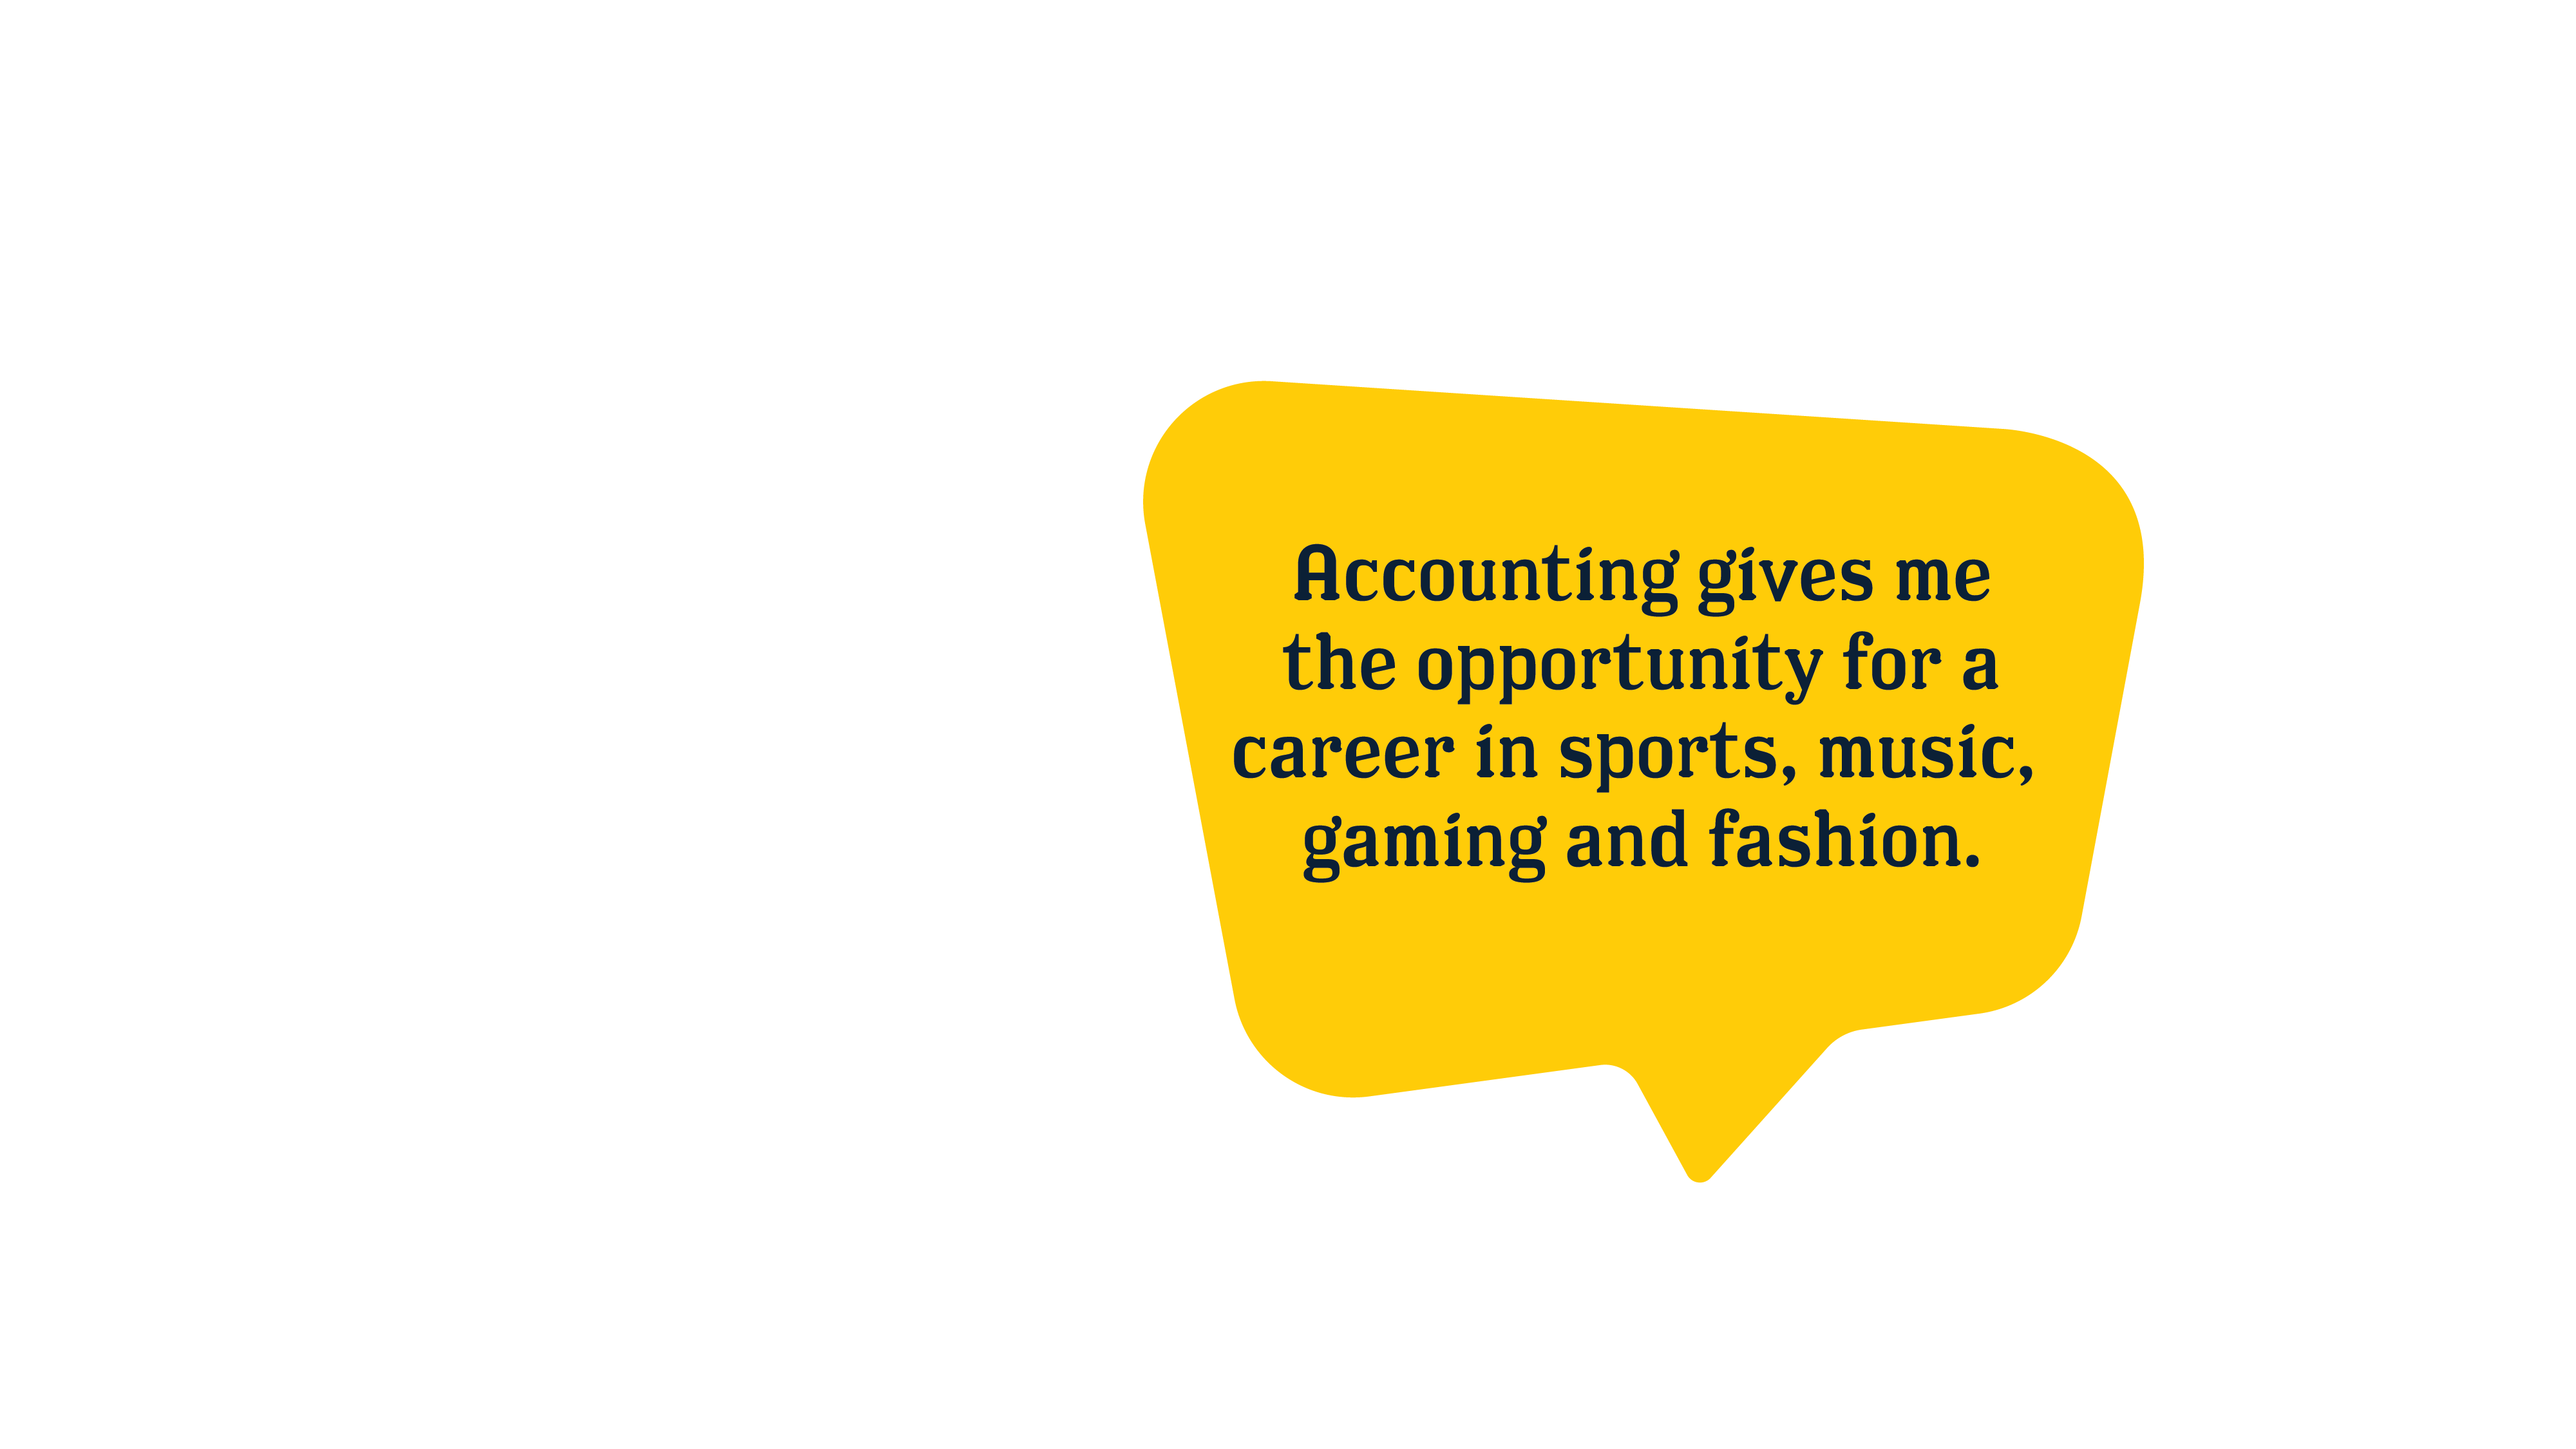 Accounting gives me
the opportunity for a
career in sports, music,
gaming and fashion.